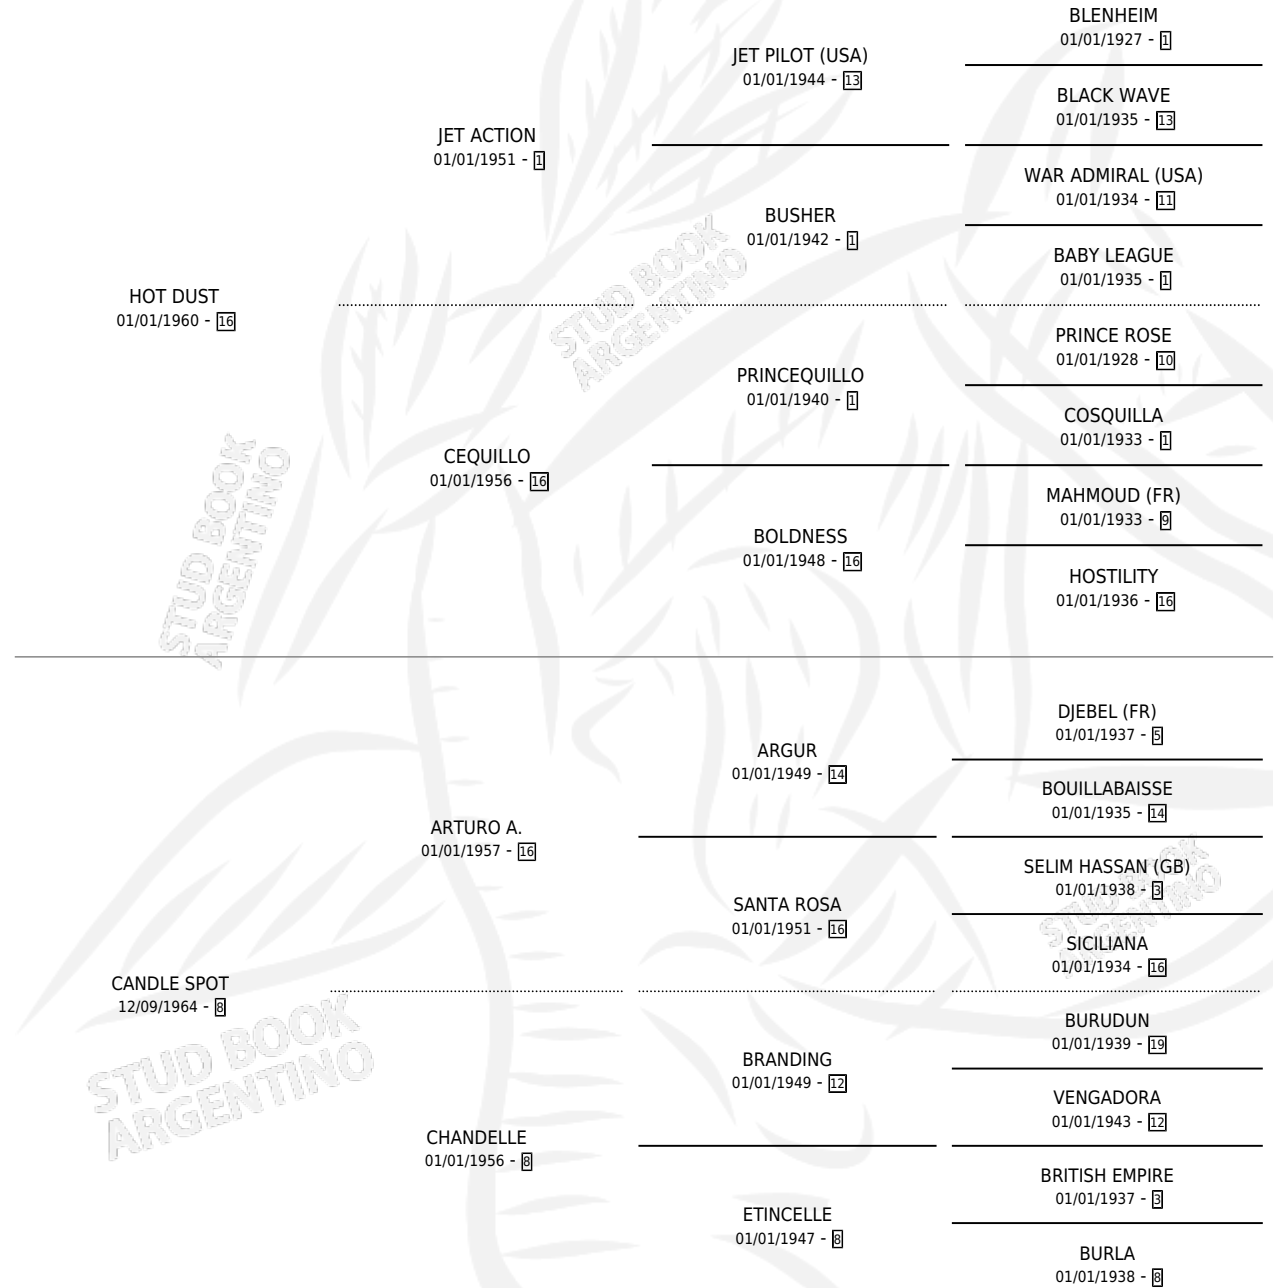 BLENHEIM
01/01/1927 - 1
JET PILOT (USA)
01/01/1944 - 13
BLACK WAVE
01/01/1935 - 13
JET ACTION
01/01/1951 - 1
WAR ADMIRAL (USA)
01/01/1934 - 11
BUSHER
01/01/1942 - 1
BABY LEAGUE
01/01/1935 - 1
HOT DUST
01/01/1960 - 16
STUD BOOK
ARGENTINO
PRINCE ROSE
01/01/1928 - 10
PRINCEQUILLO
01/01/1940 - 1
COSQUILLA
01/01/1933 - 1
CEQUILLO
01/01/1956 - 16
MAHMOUD (FR)
01/01/1933 - 9
BOLDNESS
01/01/1948 - 16
HOSTILITY
01/01/1936 - 16
STUD BOOK
ARGENTINO
DJEBEL (FR)
01/01/1937 - 5
ARGUR
01/01/1949 - 14
BOUILLABAISSE
01/01/1935 - 14
ARTURO A.
01/01/1957 - 16
SELIM HASSAN (GB)
01/01/1938 - 3
SANTA ROSA
01/01/1951 - 16
STUD BOOK
ARGENTINO
SICILIANA
01/01/1934 - 16
CANDLE SPOT
12/09/1964 - 8
STUD BOOK
ARGENTINO
BURUDUN
01/01/1939 - 19
BRANDING
01/01/1949 - 12
VENGADORA
01/01/1943 - 12
CHANDELLE
01/01/1956 - 8
BRITISH EMPIRE
01/01/1937 - 3
ETINCELLE
01/01/1947 - 8
BURLA
01/01/1938 - 8